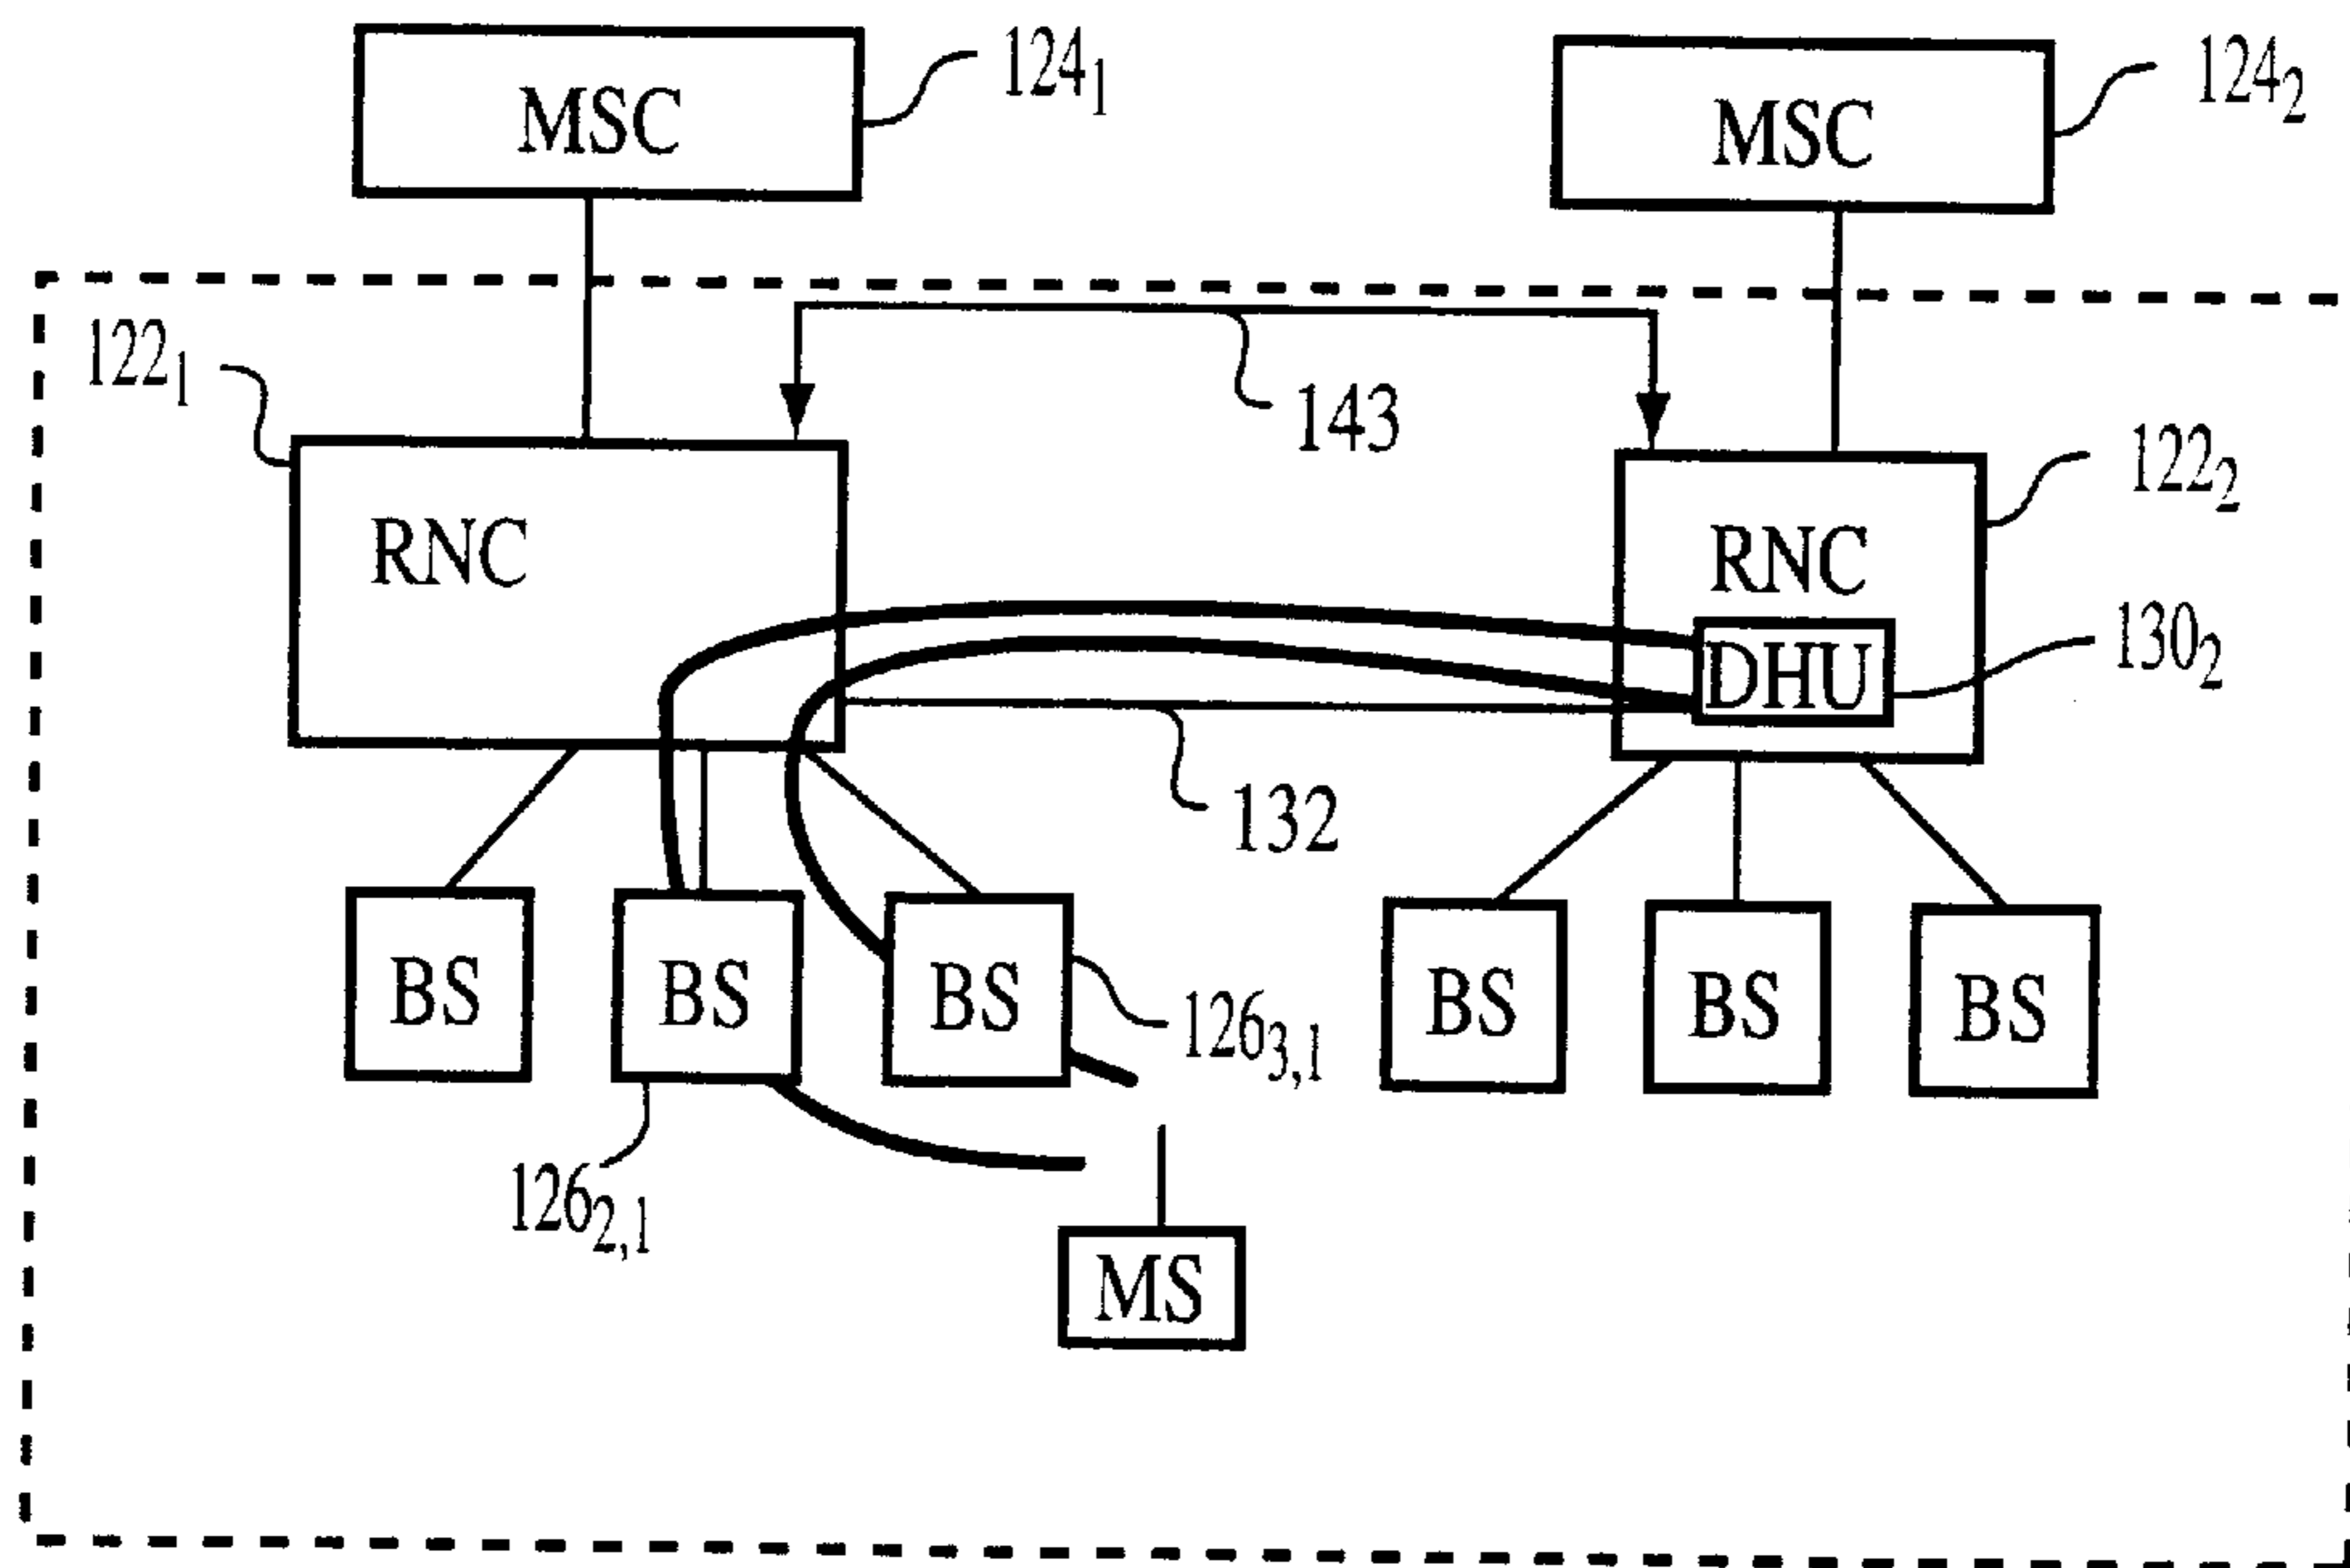 MSC
124₁
MSC
124₂
122₁
143
122₂
RNC
RNC
DHU
130₂
132
BS
BS
BS
126₃,₁
BS
BS
BS
126₂,₁
MS